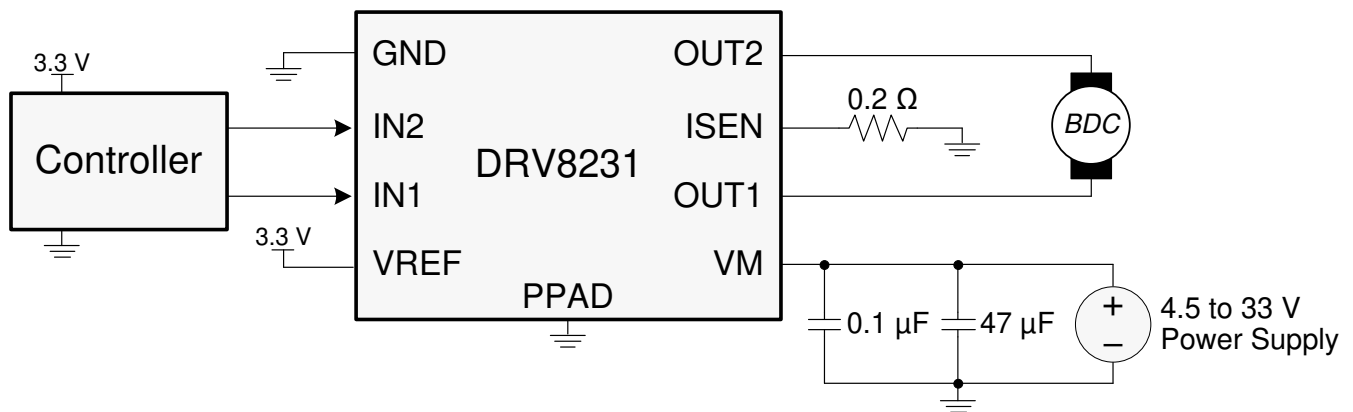 3.3 V
Controller
GND
IN2
IN1
3.3 V
VREF
DRV8231
PPAD
OUT2
ISEN
OUT1
VM
0.2 Ω
BDC
0.1 µF
47 µF
+
–
4.5 to 33 V
Power Supply